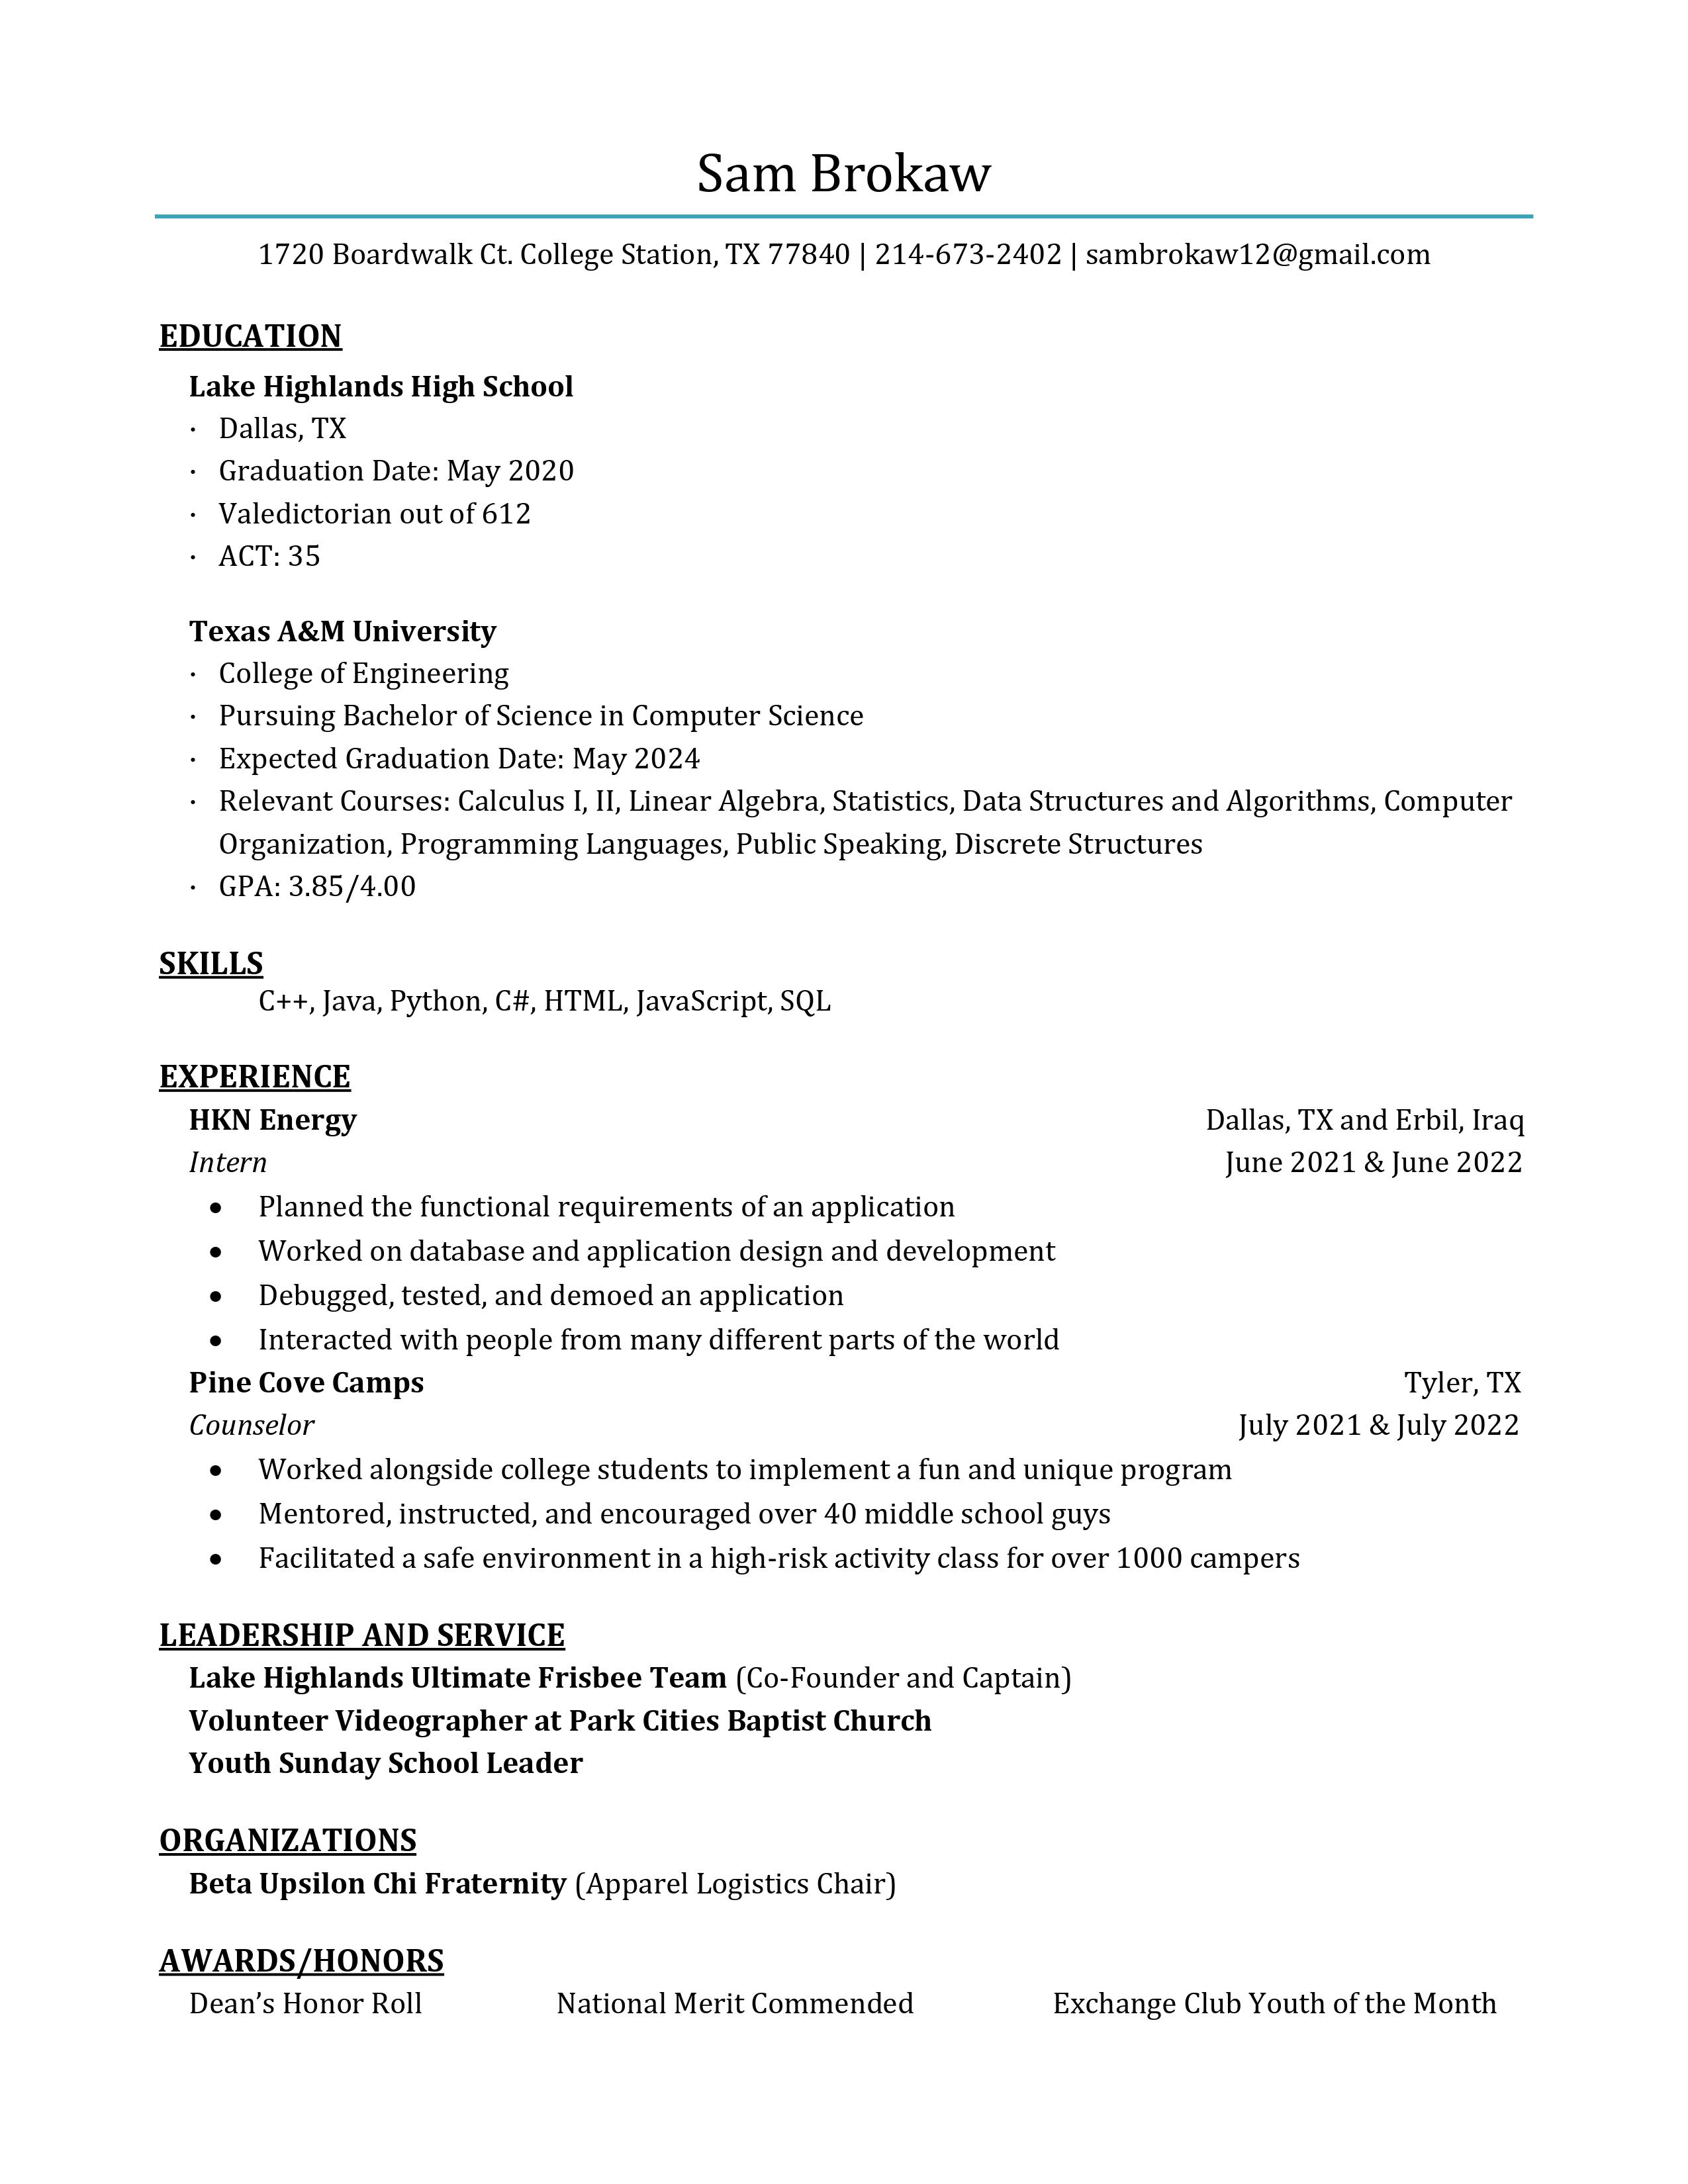 Sam Brokaw
1720 Boardwalk Ct. College Station, TX 77840 | 214-673-2402 | sambrokaw12@gmail.com
EDUCATION
Lake Highlands High School
· Dallas, TX
· Graduation Date: May 2020
· Valedictorian out of 612
· ACT: 35
Texas A&M University
· College of Engineering
· Pursuing Bachelor of Science in Computer Science
· Expected Graduation Date: May 2024
· Relevant Courses: Calculus I, II, Linear Algebra, Statistics, Data Structures and Algorithms, Computer
Organization, Programming Languages, Public Speaking, Discrete Structures
· GPA: 3.85/4.00
SKILLS
C++, Java, Python, C#, HTML, JavaScript, SQL
EXPERIENCE
HKN Energy Dallas, TX and Erbil, Iraq
Intern June 2021 & June 2022
• Planned the functional requirements of an application
• Worked on database and application design and development
• Debugged, tested, and demoed an application
• Interacted with people from many different parts of the world
Pine Cove Camps Tyler, TX
Counselor July 2021 & July 2022
• Worked alongside college students to implement a fun and unique program
• Mentored, instructed, and encouraged over 40 middle school guys
• Facilitated a safe environment in a high-risk activity class for over 1000 campers
LEADERSHIP AND SERVICE
Lake Highlands Ultimate Frisbee Team (Co-Founder and Captain)
Volunteer Videographer at Park Cities Baptist Church
Youth Sunday School Leader
ORGANIZATIONS
Beta Upsilon Chi Fraternity (Apparel Logistics Chair)
AWARDS/HONORS
Dean’s Honor Roll National Merit Commended Exchange Club Youth of the Month